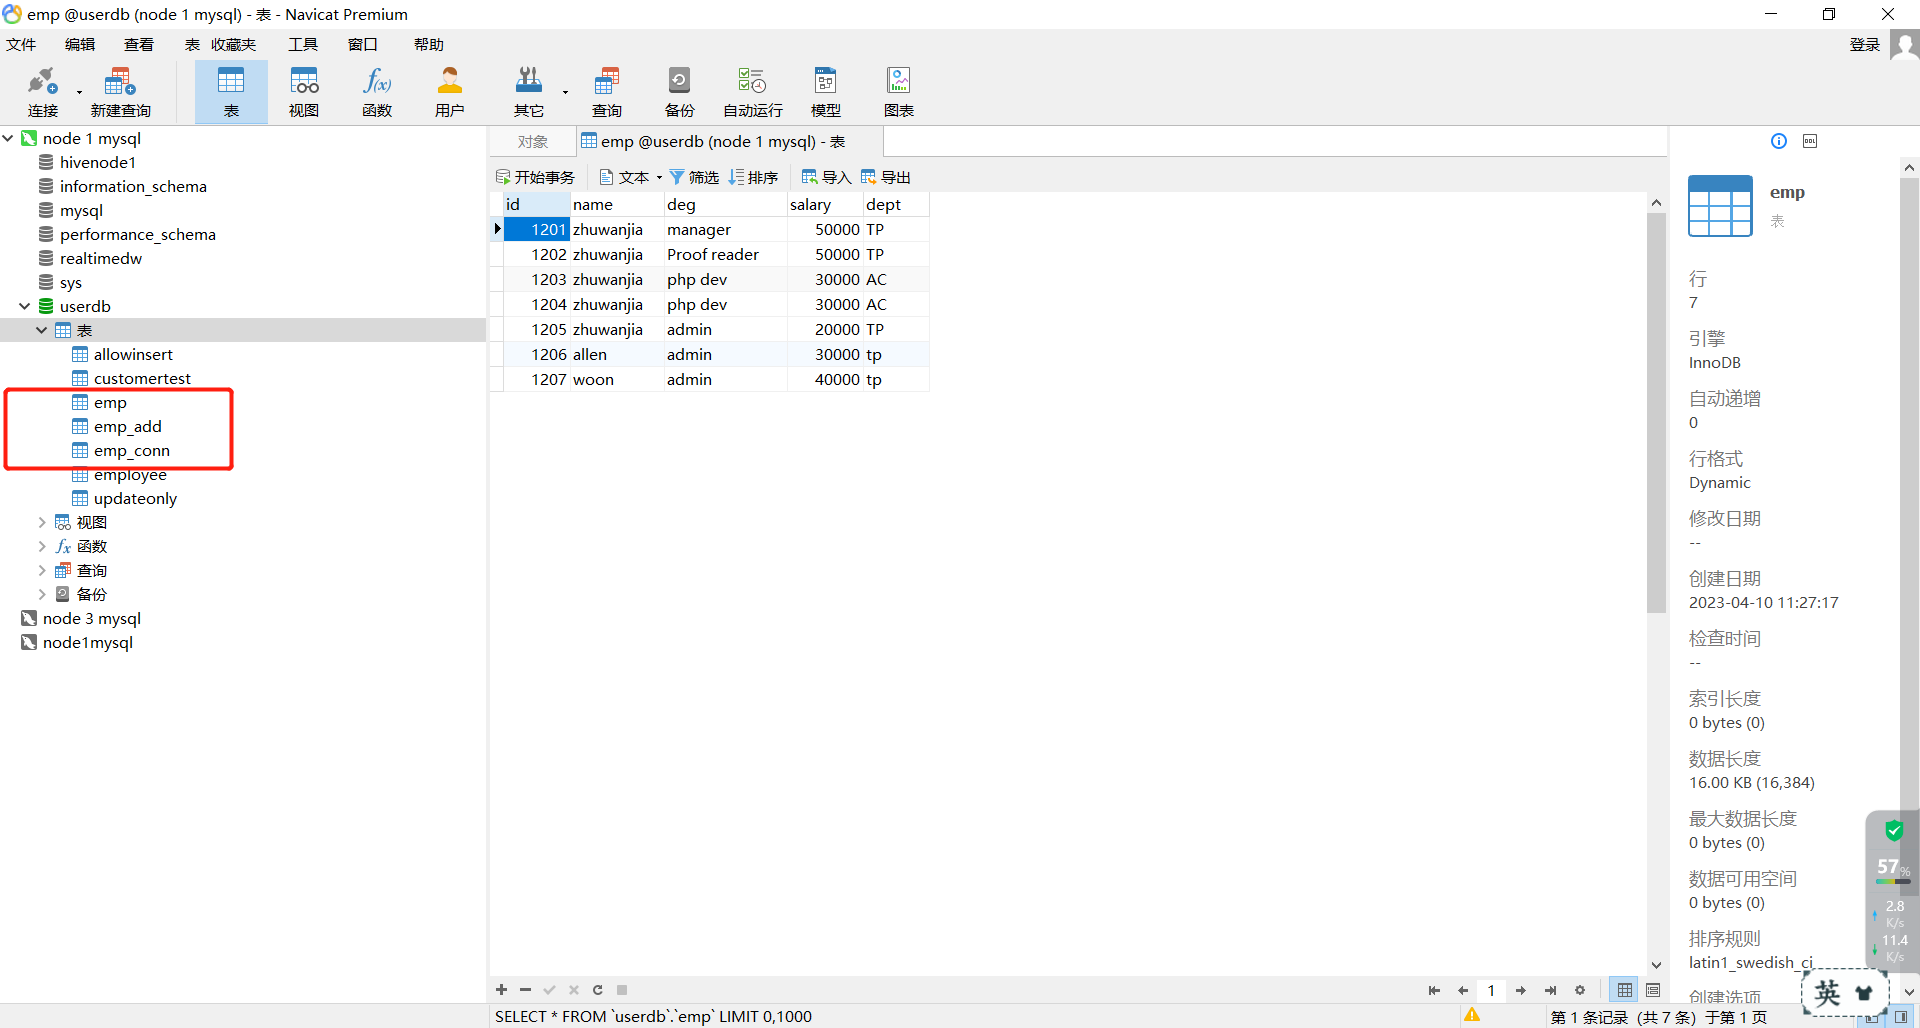 emp @userdb (node 1 mysql) - 表 - Navicat Premium
文件 编辑 查看 表 收藏夹 工具 窗口 帮助 登录
连接 新建查询 表 视图 函数 用户 其它 查询 备份 自动运行 模型 图表
node 1 mysql
hivenode1
information_schema
mysql
performance_schema
realtimedw
sys
userdb
表
allowinsert
customertest
emp
emp_add
emp_conn
employee
updateonly
视图
函数
查询
备份
node 3 mysql
node1mysql
对象 emp @userdb (node 1 mysql) - 表
开始事务 文本 筛选 排序 导入 导出
id name deg salary dept
1201 zhuwanjia manager 50000 TP
1202 zhuwanjia Proof reader 50000 TP
1203 zhuwanjia php dev 30000 AC
1204 zhuwanjia php dev 30000 AC
1205 zhuwanjia admin 20000 TP
1206 allen admin 30000 tp
1207 woon admin 40000 tp
1
SELECT * FROM `userdb`.`emp` LIMIT 0,1000
第 1 条记录 (共 7 条) 于第 1 页
DDL
emp
表
行
7
引擎
InnoDB
自动递增
0
行格式
Dynamic
修改日期
--
创建日期
2023-04-10 11:27:17
检查时间
--
索引长度
0 bytes (0)
数据长度
16.00 KB (16,384)
最大数据长度
0 bytes (0)
数据可用空间
0 bytes (0)
排序规则
latin1_swedish_ci
创建选项
57%
2.8
K/s
11.4
K/s
英